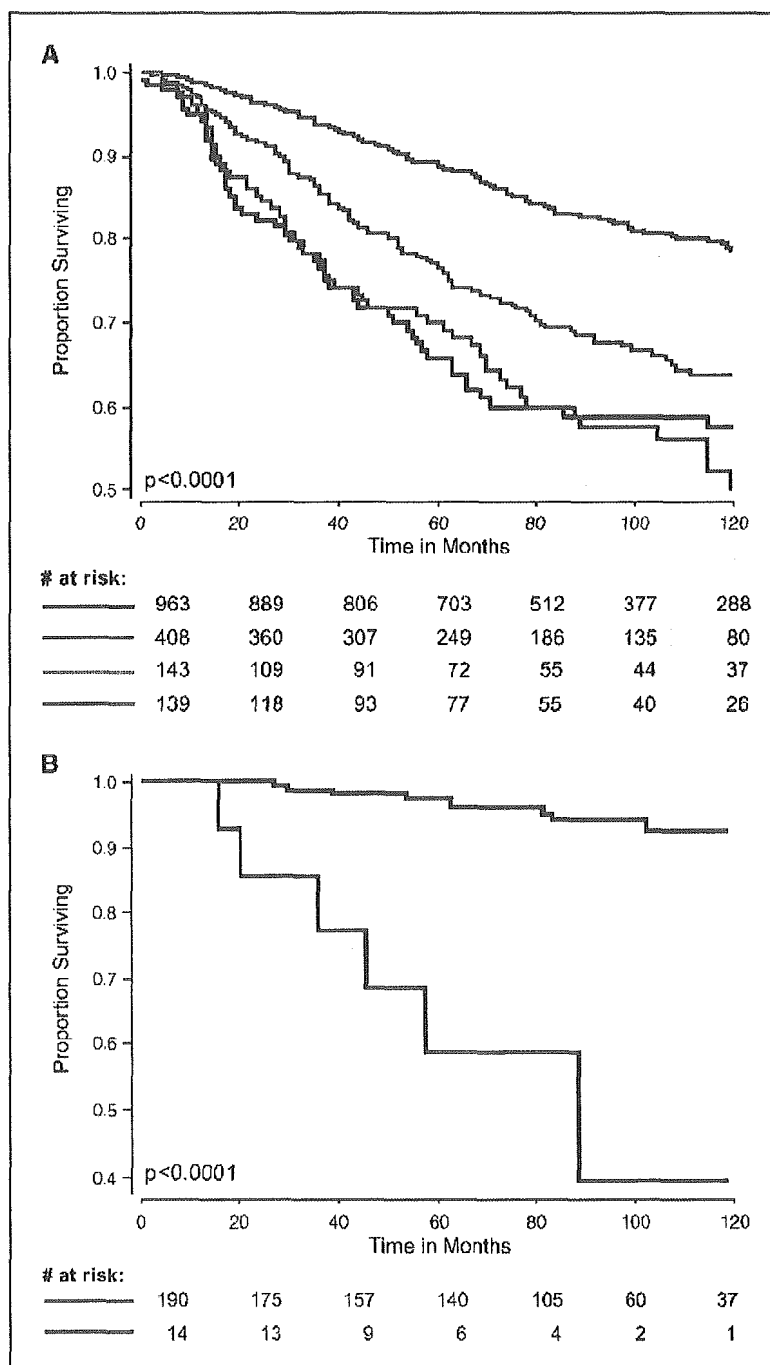 A
1.0
0.9
0.8
0.7
0.6
0.5
Proportion Surviving
p<0.0001
0 20 40 60 80 100 120
Time in Months
# at risk:
963 889 806 703 512 377 288
408 360 307 249 186 135 80
143 109 91 72 55 44 37
139 118 93 77 55 40 26
B
1.0
0.9
0.8
0.7
0.6
0.5
0.4
Proportion Surviving
p<0.0001
0 20 40 60 80 100 120
Time in Months
# at risk:
190 175 157 140 105 60 37
14 13 9 6 4 2 1